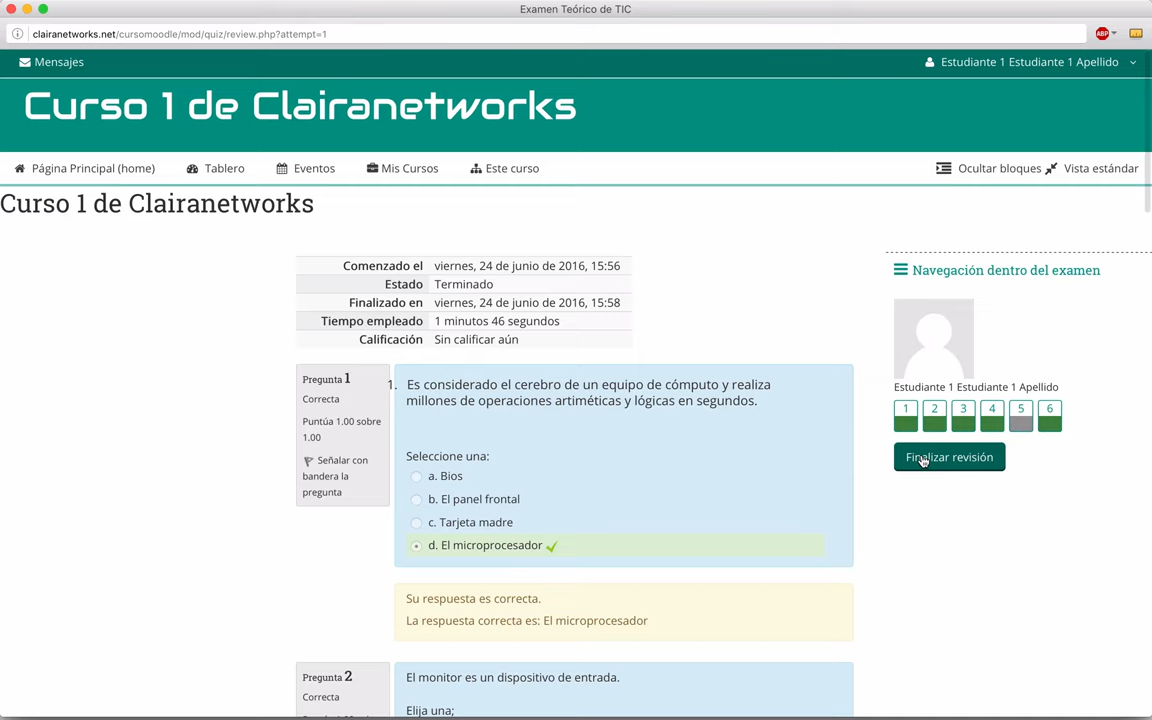 Examen Teórico de TIC
clairanetworks.net/cursomoodle/mod/quiz/review.php?attempt=1
ABP
Mensajes
Estudiante 1 Estudiante 1 Apellido
Curso 1 de Clairanetworks
Página Principal (home)
Tablero
Eventos
Mis Cursos
Este curso
Ocultar bloques
Vista estándar
Curso 1 de Clairanetworks
Comenzado el viernes, 24 de junio de 2016, 15:56
Estado Terminado
Finalizado en viernes, 24 de junio de 2016, 15:58
Tiempo empleado 1 minutos 46 segundos
Calificación Sin calificar aún
Pregunta 1
Correcta
Puntúa 1.00 sobre
1.00
Señalar con
bandera la
pregunta
1. Es considerado el cerebro de un equipo de cómputo y realiza
millones de operaciones artiméticas y lógicas en segundos.
Seleccione una:
a. Bios
b. El panel frontal
c. Tarjeta madre
d. El microprocesador
Su respuesta es correcta.
La respuesta correcta es: El microprocesador
Pregunta 2
Correcta
El monitor es un dispositivo de entrada.
Elija una;
Navegación dentro del examen
Estudiante 1 Estudiante 1 Apellido
1 2 3 4 5 6
Finalizar revisión